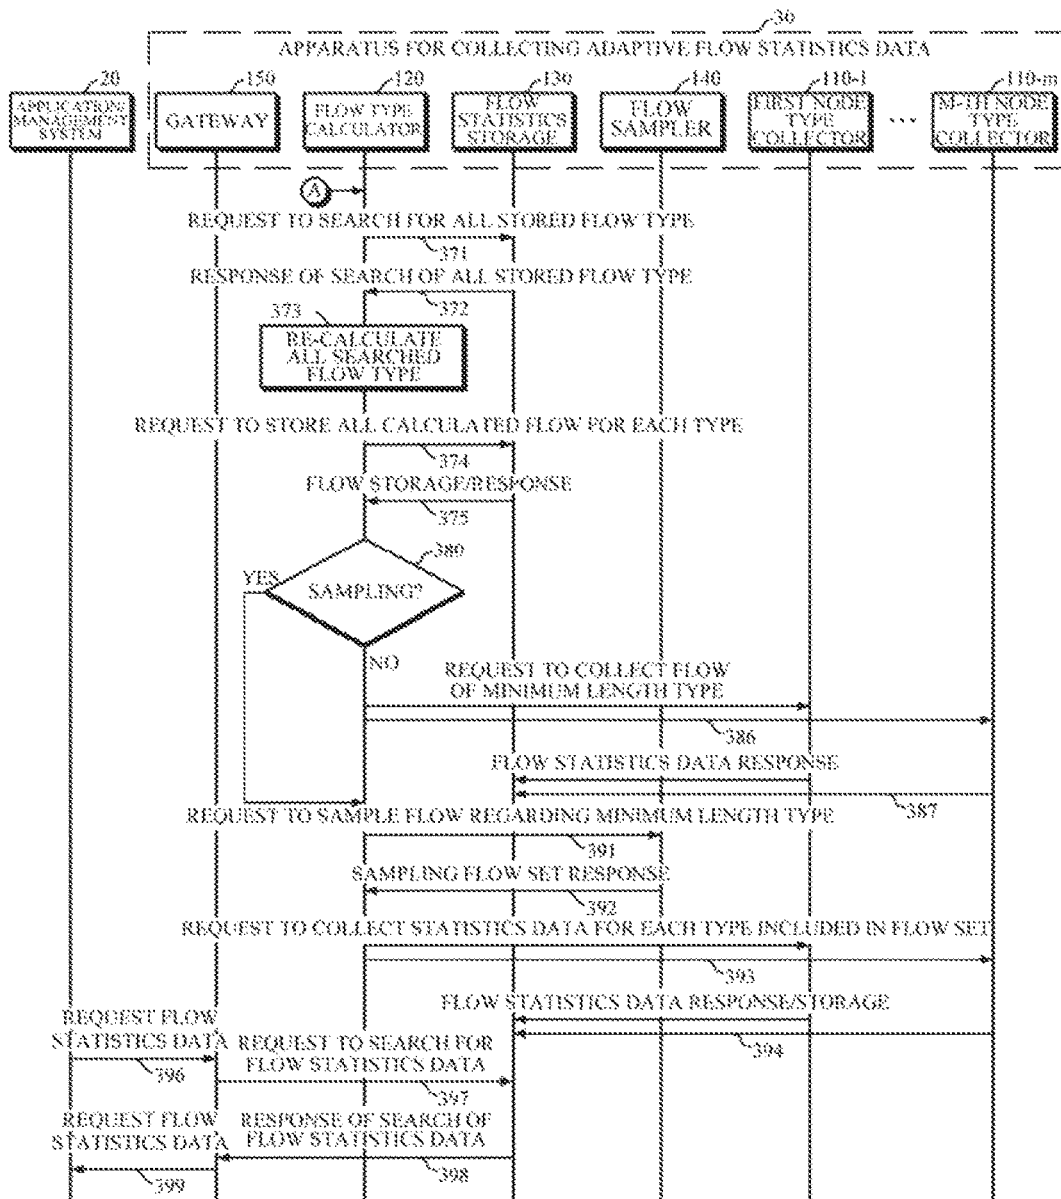 30
APPARATUS FOR COLLECTING ADAPTIVE FLOW STATISTICS DATA
20
150
120
130
140
110-1
110-m
APPLICATION/
MANAGEMENT
SYSTEM
GATEWAY
FLOW TYPE
CALCULATOR
FLOW
STATISTICS
STORAGE
FLOW
SAMPLER
FIRST NODE
TYPE
COLLECTOR
...
M-TH NODE
TYPE
COLLECTOR
A
REQUEST TO SEARCH FOR ALL STORED FLOW TYPE
371
RESPONSE OF SEARCH OF ALL STORED FLOW TYPE
372
373
RE-CALCULATE
ALL SEARCHED
FLOW TYPE
REQUEST TO STORE ALL CALCULATED FLOW FOR EACH TYPE
374
FLOW STORAGE/RESPONSE
375
380
YES
SAMPLING?
NO
REQUEST TO COLLECT FLOW
OF MINIMUM LENGTH TYPE
386
FLOW STATISTICS DATA RESPONSE
387
REQUEST TO SAMPLE FLOW REGARDING MINIMUM LENGTH TYPE
391
SAMPLING FLOW SET RESPONSE
392
REQUEST TO COLLECT STATISTICS DATA FOR EACH TYPE INCLUDED IN FLOW SET
393
FLOW STATISTICS DATA RESPONSE/STORAGE
394
REQUEST FLOW
STATISTICS DATA
396
REQUEST TO SEARCH FOR
FLOW STATISTICS DATA
397
REQUEST FLOW
STATISTICS DATA
399
RESPONSE OF SEARCH OF
FLOW STATISTICS DATA
398